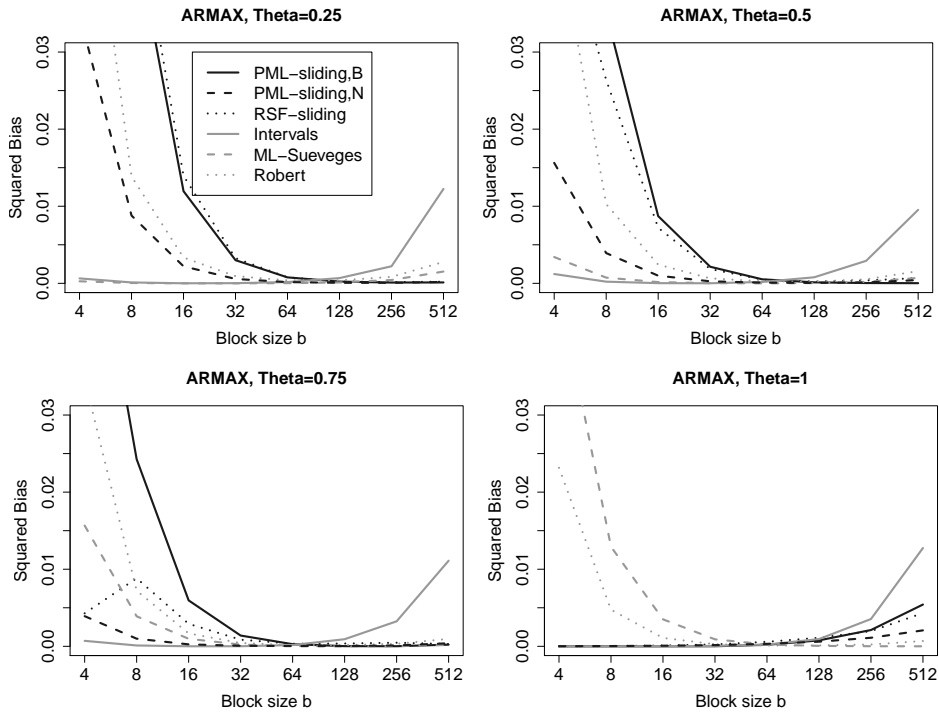 ARMAX, Theta=0.25
Squared Bias
0.00 0.01 0.02 0.03
PML−sliding,B
PML−sliding,N
RSF−sliding
Intervals
ML−Sueveges
Robert
4 8 16 32 64 128 256 512
Block size b
ARMAX, Theta=0.5
Squared Bias
0.00 0.01 0.02 0.03
4 8 16 32 64 128 256 512
Block size b
ARMAX, Theta=0.75
Squared Bias
0.00 0.01 0.02 0.03
4 8 16 32 64 128 256 512
Block size b
ARMAX, Theta=1
Squared Bias
0.00 0.01 0.02 0.03
4 8 16 32 64 128 256 512
Block size b